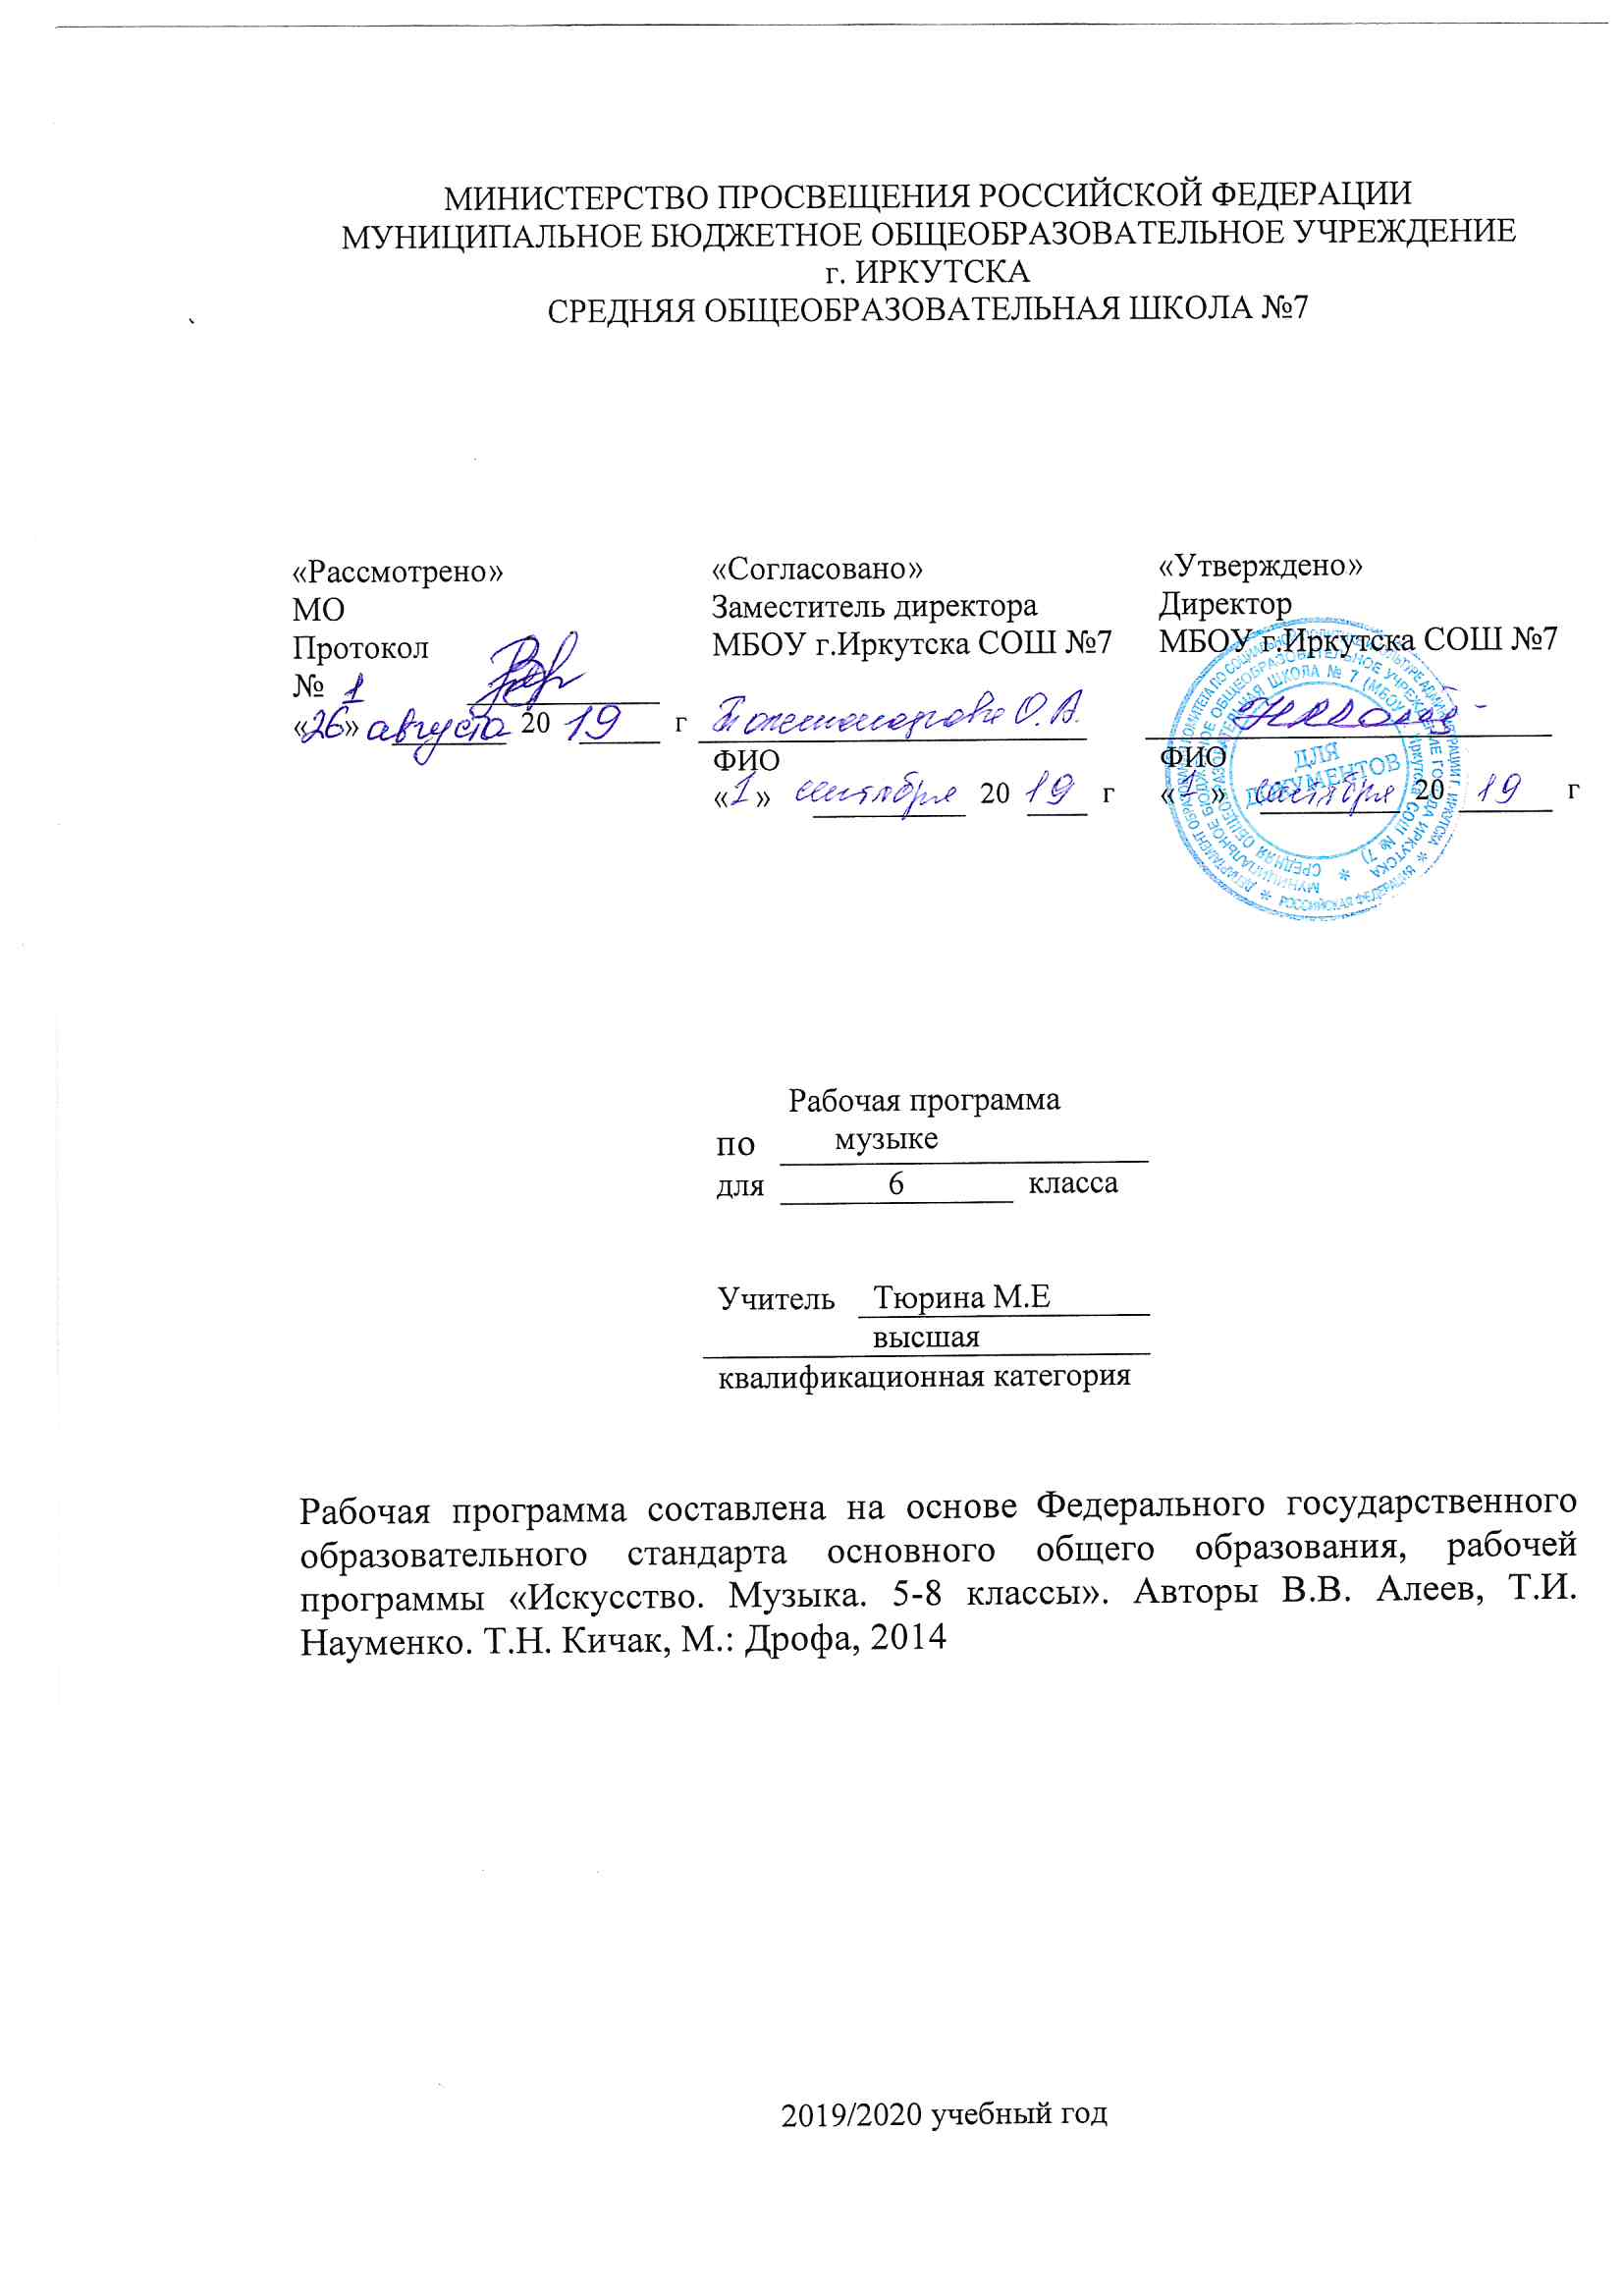 МИНИСТЕРСТВО ПРОСВЕЩЕНИЯ РОССИЙСКОЙ ФЕДЕРАЦИИ
МУНИЦИПАЛЬНОЕ БЮДЖЕТНОЕ ОБЩЕОБРАЗОВАТЕЛЬНОЕ УЧРЕЖДЕНИЕ
г. ИРКУТСКА
СРЕДНЯЯ ОБЩЕОБРАЗОВАТЕЛЬНАЯ ШКОЛА №7
«Рассмотрено»
МО
Протокол
№ 1
«26» августа 20 19 г
«Согласовано»
Заместитель директора
МБОУ г.Иркутска СОШ №7
О.А.
ФИО
«1» сентября 20 19 г
«Утверждено»
Директор
МБОУ г.Иркутска СОШ №7
ФИО
«1» сентября 20 19 г
ДЛЯ
ДОКУМЕНТОВ
Рабочая программа
по музыке
для 6 класса
Учитель Тюрина М.Е
высшая
квалификационная категория
Рабочая программа составлена на основе Федерального государственного
образовательного стандарта основного общего образования, рабочей
программы «Искусство. Музыка. 5-8 классы». Авторы В.В. Алеев, Т.И.
Науменко. Т.Н. Кичак, М.: Дрофа, 2014
2019/2020 учебный год